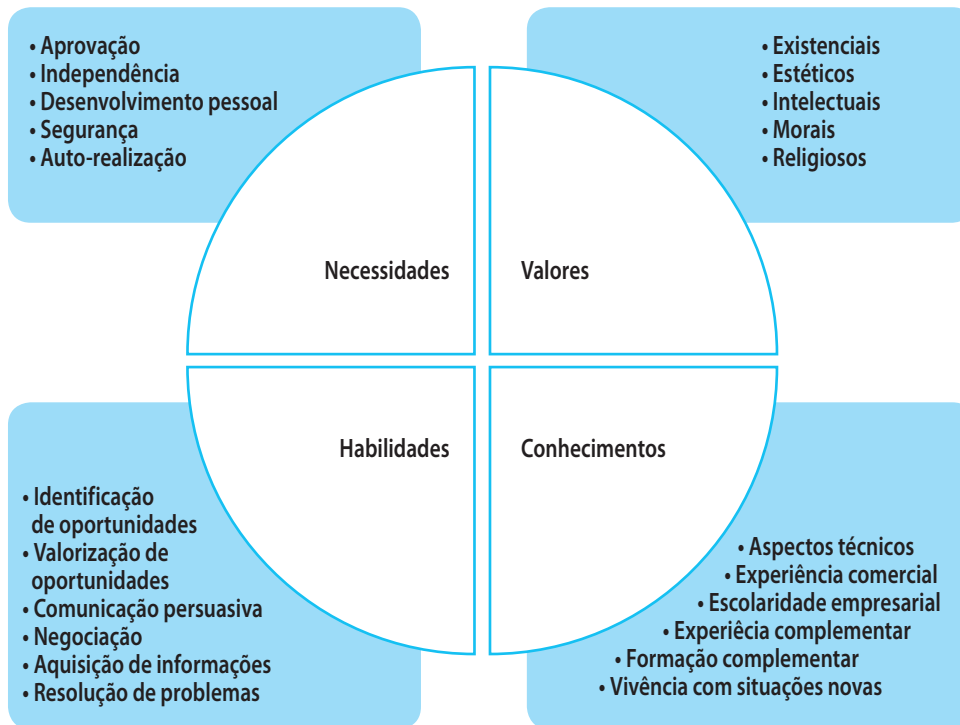 • Aprovação
• Independência
• Desenvolvimento pessoal
• Segurança
• Auto-realização
• Existenciais
• Estéticos
• Intelectuais
• Morais
• Religiosos
Necessidades
Valores
Habilidades
Conhecimentos
• Identificação
de oportunidades
• Valorização de
oportunidades
• Comunicação persuasiva
• Negociação
• Aquisição de informações
• Resolução de problemas
• Aspectos técnicos
• Experiência comercial
• Escolaridade empresarial
• Experiêcia complementar
• Formação complementar
• Vivência com situações novas